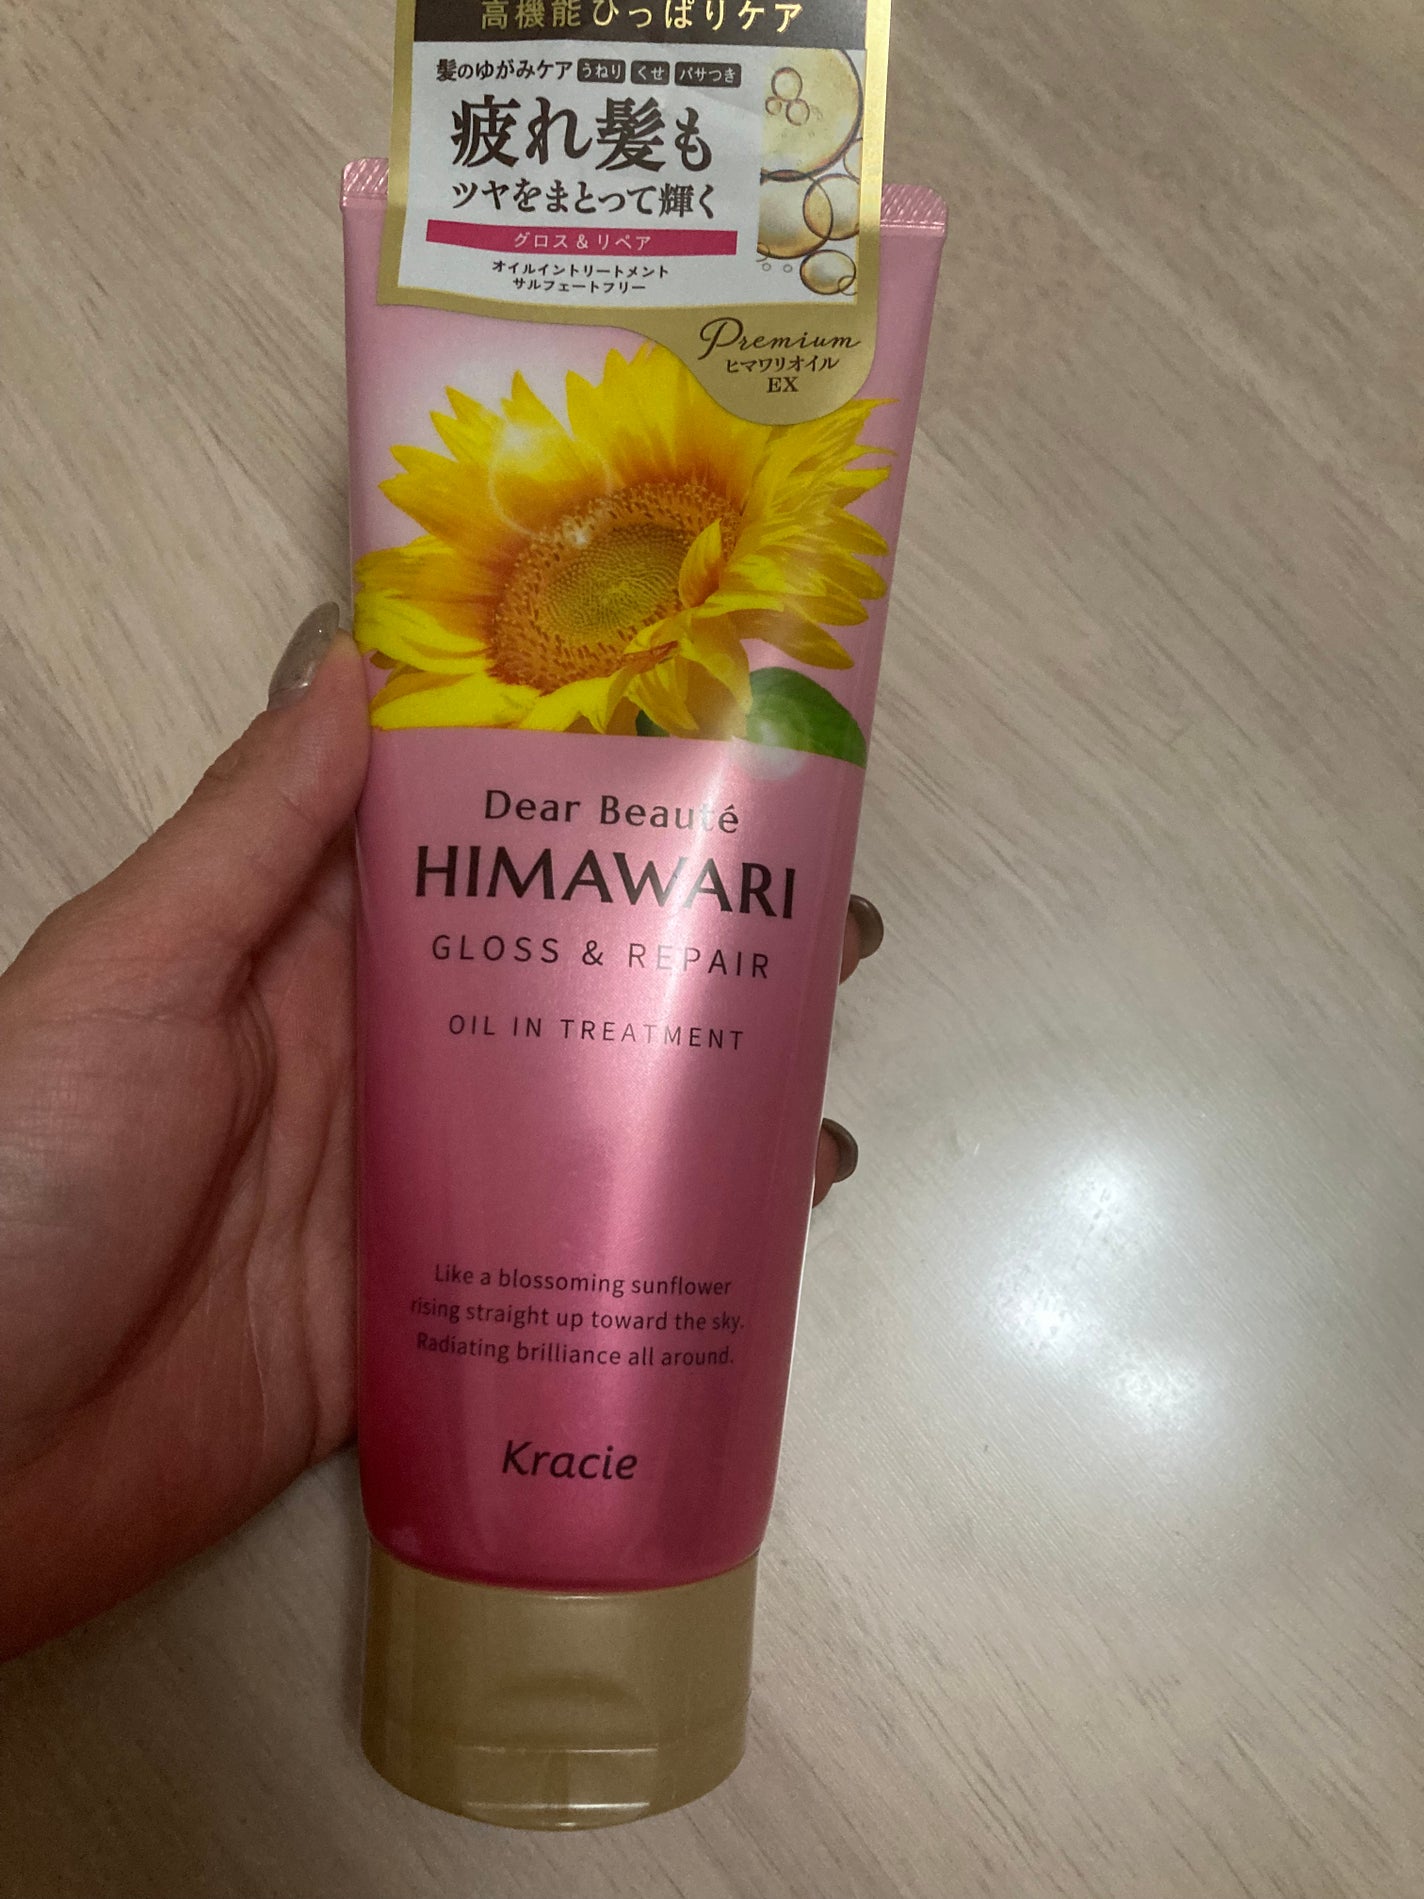 高機能ひっぱりケア
髪のゆがみケア うねり くせ パサつき
疲れ髪も
ツヤをまとって輝く
グロス&リペア
オイルイントリートメント
サルフェートフリー
Premium
ヒマワリオイル
EX
Dear Beauté
HIMAWARI
GLOSS & REPAIR
OIL IN TREATMENT
Like a blossoming sunflower
rising straight up toward the sky.
Radiating brilliance all around.
Kracie